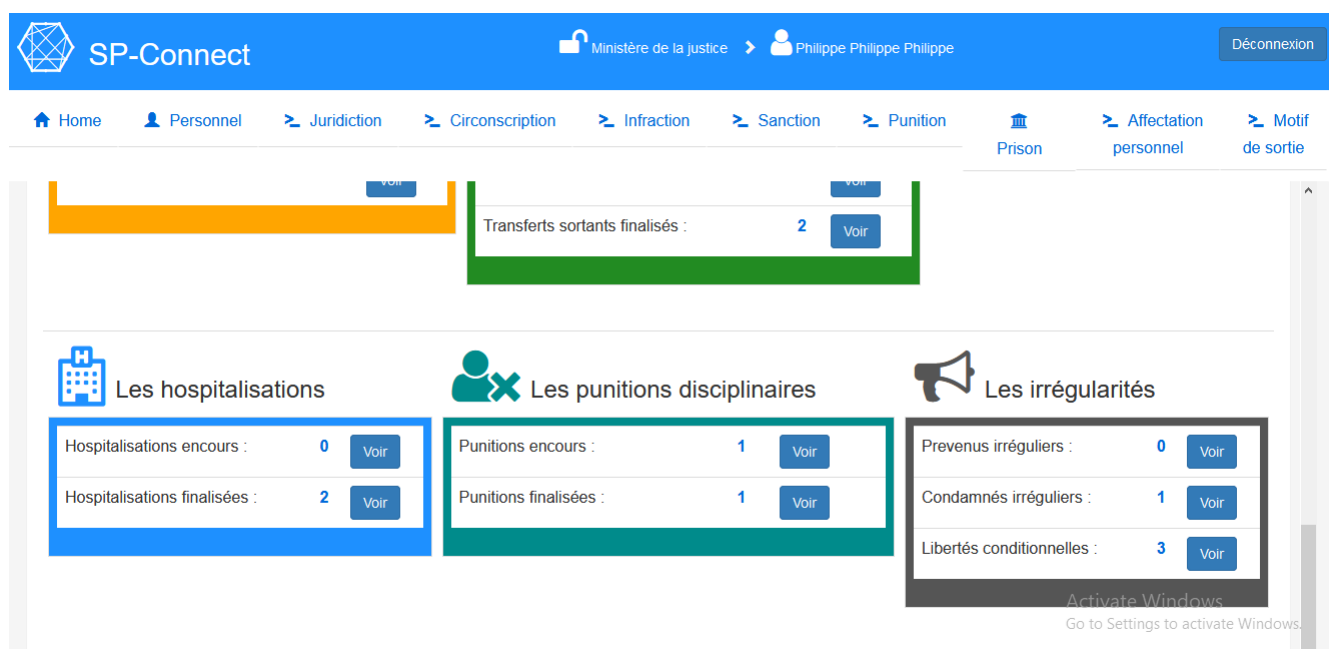 SP-Connect
Ministère de la justice
Philippe Philippe Philippe
Déconnexion
Home
Personnel
Juridiction
Circonscription
Infraction
Sanction
Punition
Prison
Affectation
personnel
Motif
de sortie
Voir
Voir
Transferts sortants finalisés : 2 Voir
Les hospitalisations
Hospitalisations encours : 0 Voir
Hospitalisations finalisées : 2 Voir
Les punitions disciplinaires
Punitions encours : 1 Voir
Punitions finalisées : 1 Voir
Les irrégularités
Prevenus irréguliers : 0 Voir
Condamnés irréguliers : 1 Voir
Libertés conditionnelles : 3 Voir
Activate Windows
Go to Settings to activate Windows.